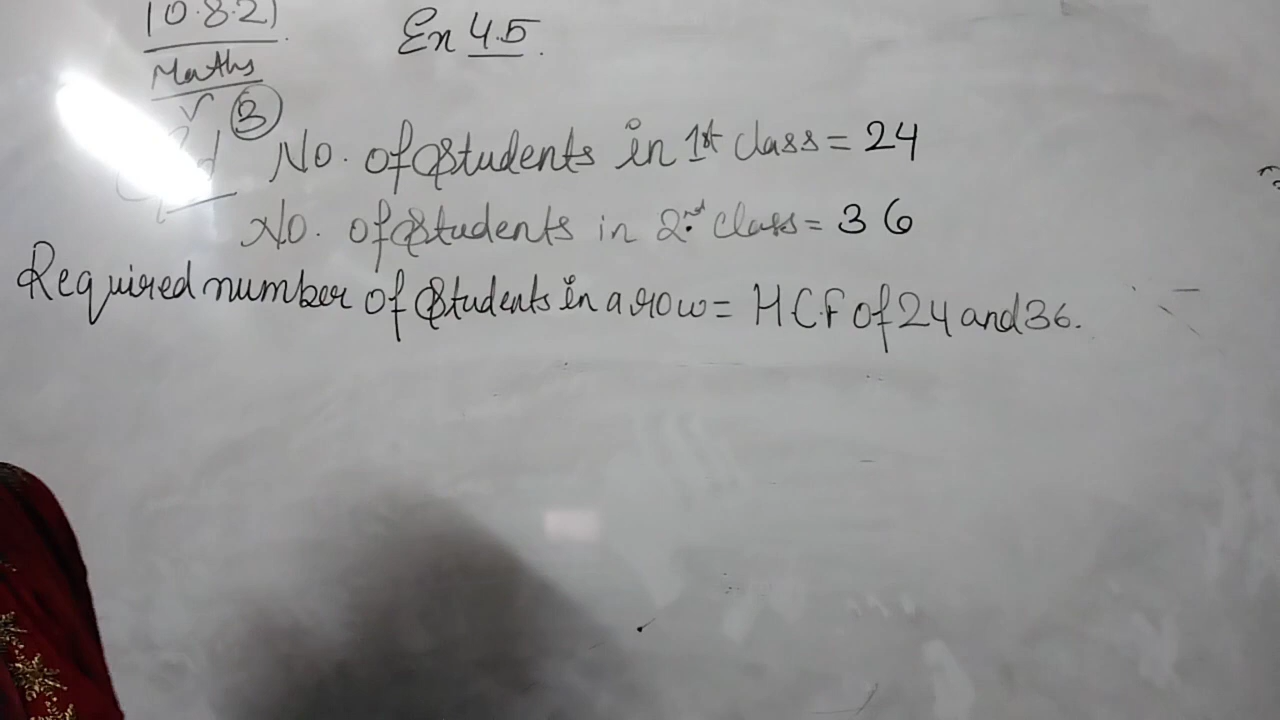 10.8.21
Ex 4.5.
Maths
3
No. of Students in 1st class = 24
No. of Students in 2nd class = 36
Required number of Students in a row = HCF of 24 and 36.